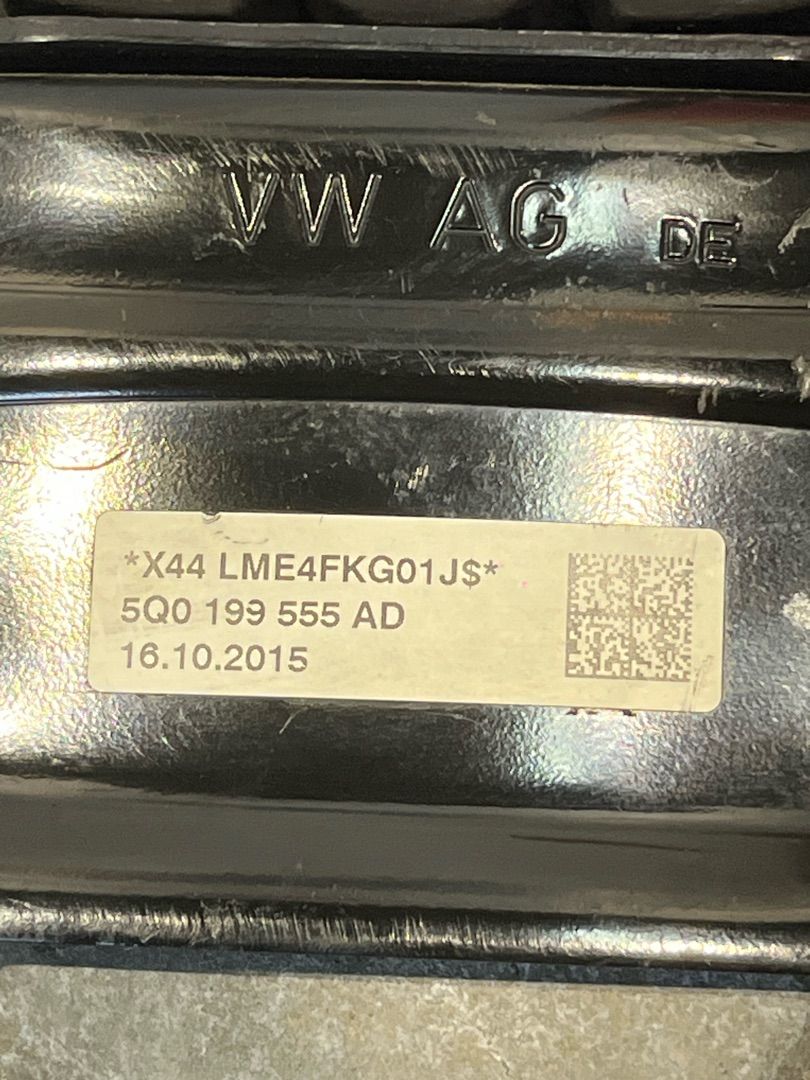 VW AG DE
*X44 LME4FKG01J$*
5Q0 199 555 AD
16.10.2015